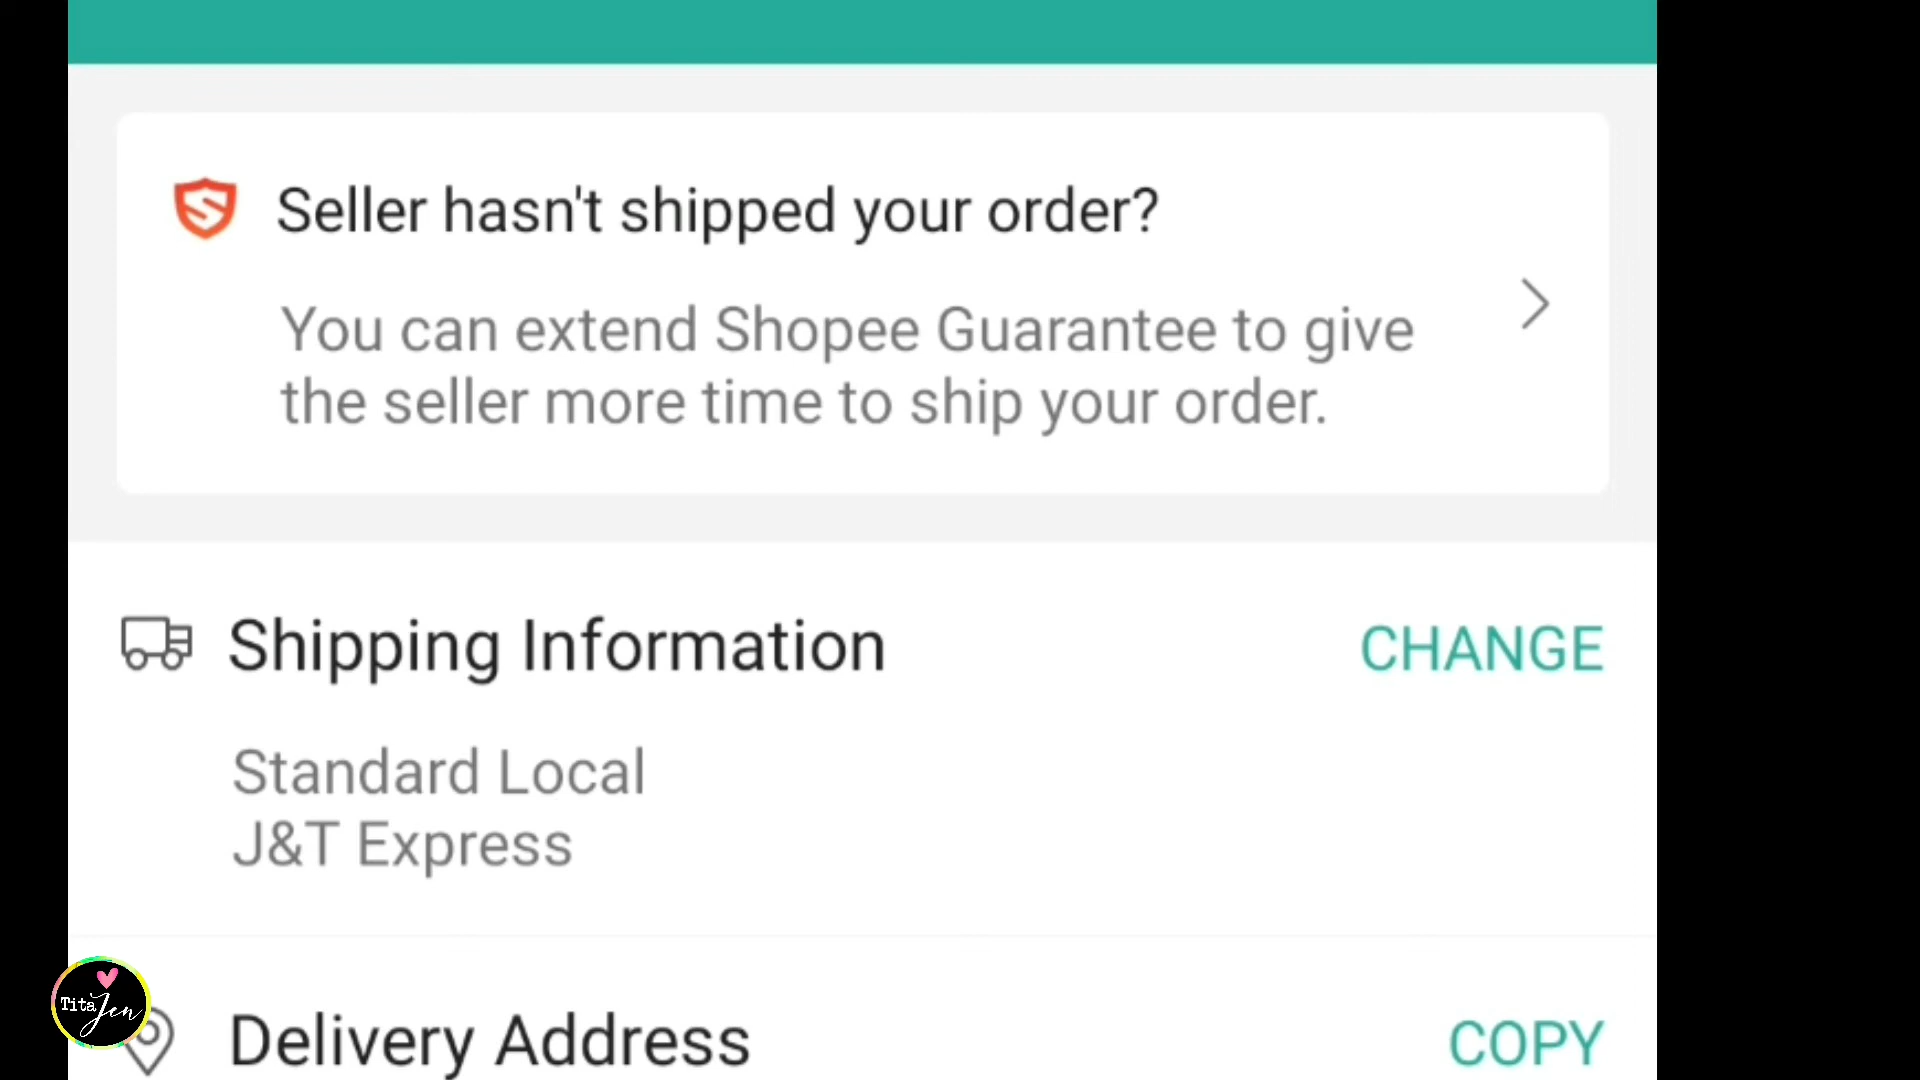 Seller hasn't shipped your order?
You can extend Shopee Guarantee to give
the seller more time to ship your order.
Shipping Information
CHANGE
Standard Local
J&T Express
Delivery Address
COPY
Tita Jen